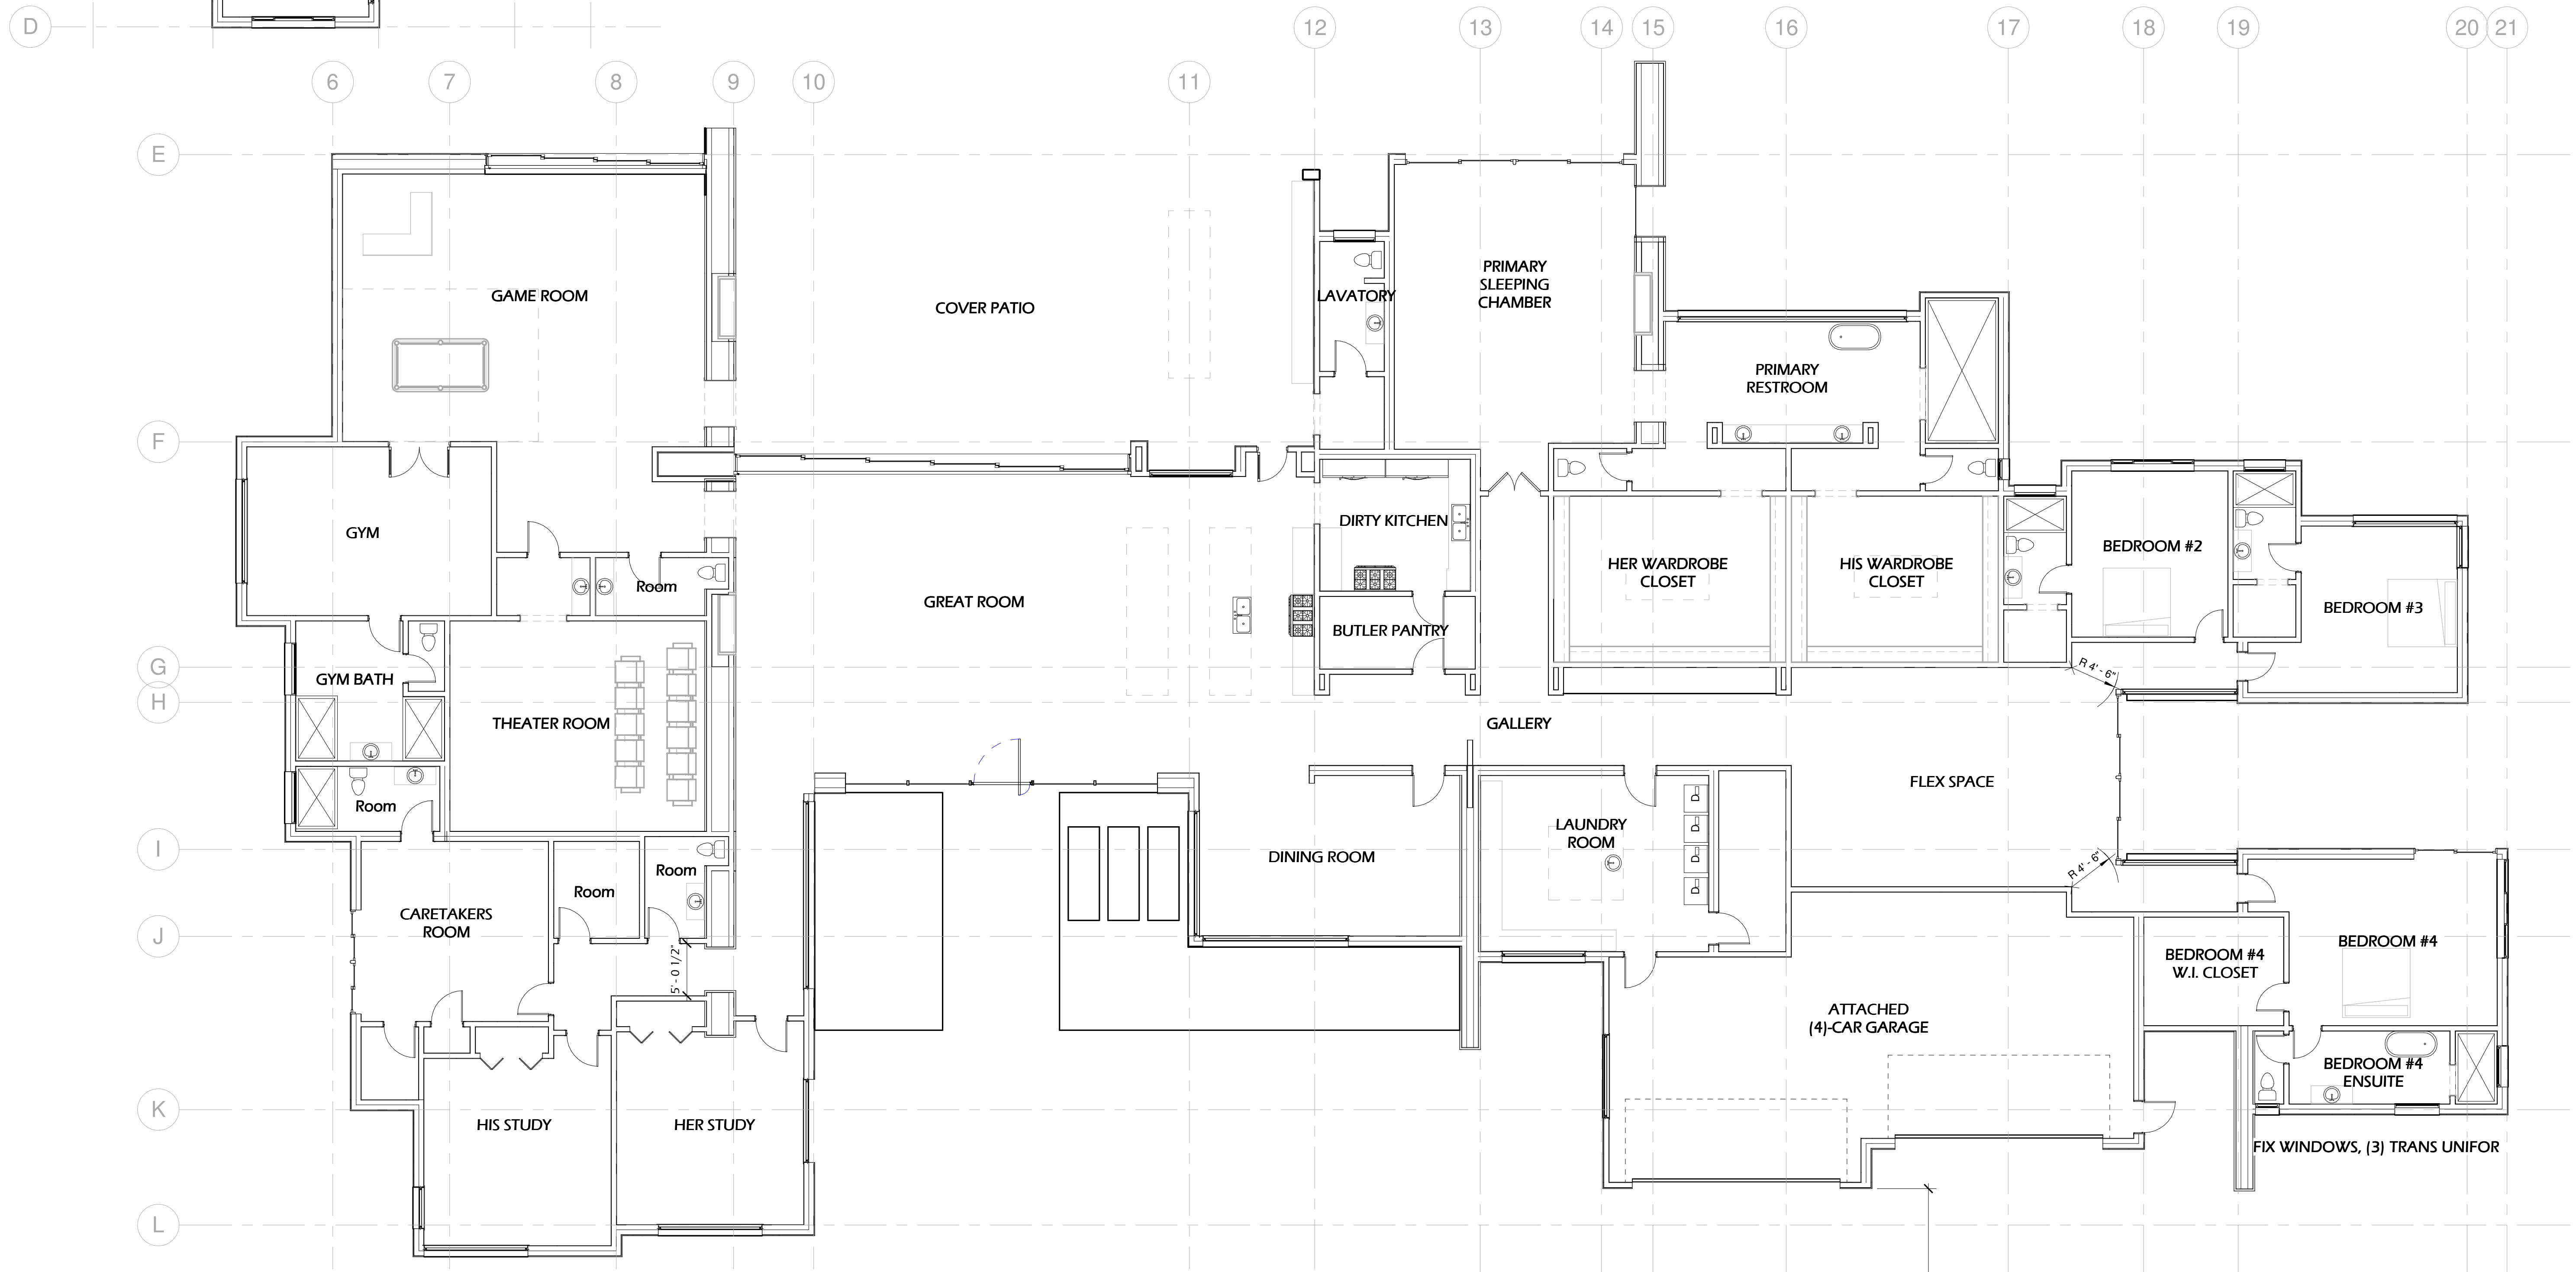 D
12
13
14
15
16
17
18
19
20
21
6
7
8
9
10
11
E
GAME ROOM
COVER PATIO
LAVATORY
PRIMARY
SLEEPING
CHAMBER
PRIMARY
RESTROOM
F
GYM
DIRTY KITCHEN
HER WARDROBE
CLOSET
HIS WARDROBE
CLOSET
BEDROOM #2
Room
GREAT ROOM
BUTLER PANTRY
BEDROOM #3
G
GYM BATH
R 4' - 6"
H
THEATER ROOM
GALLERY
FLEX SPACE
Room
LAUNDRY
ROOM
D
D
D
D
I
DINING ROOM
R 4' - 6"
Room
Room
CARETAKERS
ROOM
J
5' - 0 1/2"
BEDROOM #4
BEDROOM #4
W.I. CLOSET
ATTACHED
(4)-CAR GARAGE
BEDROOM #4
ENSUITE
K
HIS STUDY
HER STUDY
FIX WINDOWS, (3) TRANS UNIFOR
L